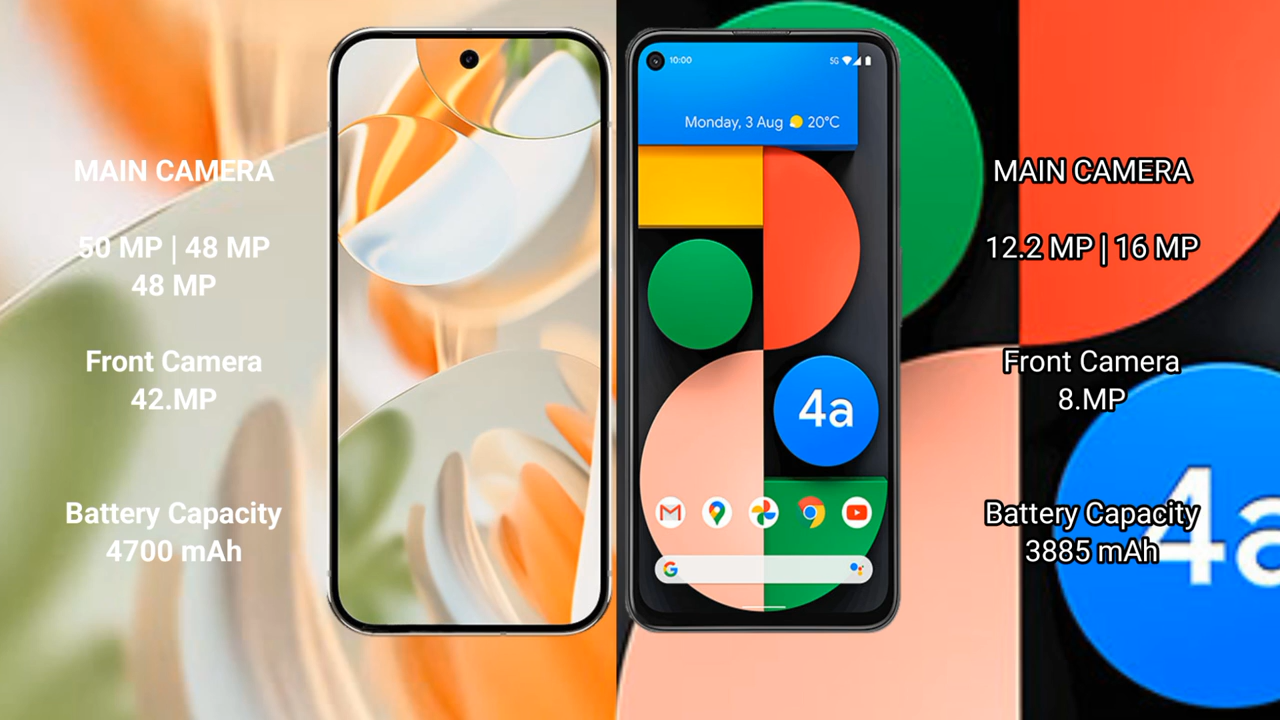 MAIN CAMERA
50 MP | 48 MP
48 MP
Front Camera
42.MP
Battery Capacity
4700 mAh
10:00
5G
Monday, 3 Aug 20°C
4a
MAIN CAMERA
12.2 MP | 16 MP
Front Camera
8.MP
Battery Capacity
3885 mAh
4a